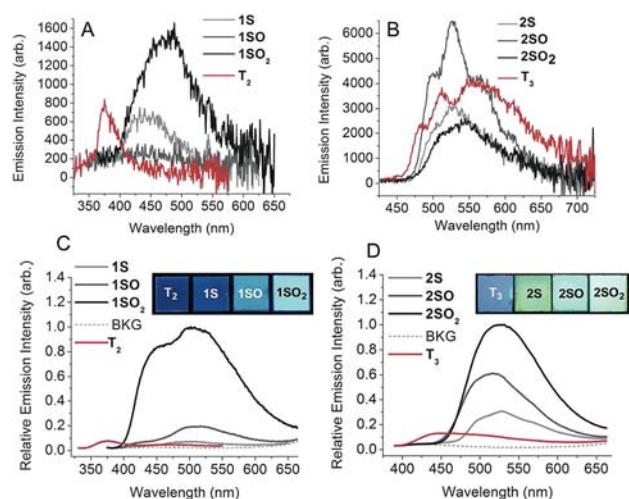 A
1S
1SO
1SO2
T2
Emission Intensity (arb.)
1600
1400
1200
1000
800
600
400
200
0
350 400 450 500 550 600 650
Wavelength (nm)
B
2S
2SO
2SO2
T3
Emission Intensity (arb.)
6000
5000
4000
3000
2000
1000
0
450 500 550 600 650 700
Wavelength (nm)
C
1S
1SO
1SO2
BKG
T2
T2 1S 1SO 1SO2
Relative Emission Intensity (arb.)
1.4
1.2
1.0
0.8
0.6
0.4
0.2
0.0
350 400 450 500 550 600 650
Wavelength (nm)
D
2S
2SO
2SO2
BKG
T3
T3 2S 2SO 2SO2
Relative Emission Intensity (arb.)
1.4
1.2
1.0
0.8
0.6
0.4
0.2
0.0
400 450 500 550 600 650
Wavelength (nm)